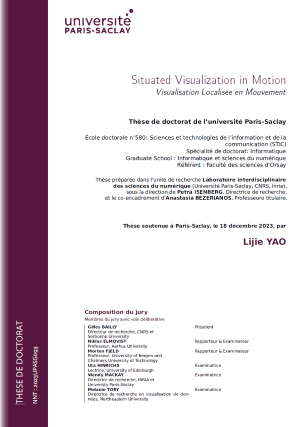 université
PARIS-SACLAY
Situated Visualization in Motion
Visualisation Localisée en Mouvement
Thèse de doctorat de l'université Paris-Saclay
École doctorale n°580: Sciences et technologies de l'information et de la
communication (STIC)
Spécialité de doctorat: Informatique
Graduate School : Informatique et sciences du numérique
Référent : Faculté des sciences d'Orsay
Thèse préparée dans l'unité de recherche Laboratoire interdisciplinaire
des sciences du numérique (Université Paris-Saclay, CNRS, Inria),
sous la direction de Petra ISENBERG, Directrice de recherche,
et le co-encadrement d'Anastasia BEZERIANOS, Professeure titulaire.
Thèse soutenue à Paris-Saclay, le 18 décembre 2023, par
Lijie YAO
THESE DE DOCTORAT
NNT : 2023UPASG093
Composition du jury
Membres du jury avec voix délibérative
Gilles BAILLY Président
Directeur de recherche, CNRS et
Sorbonne University
Niklas ELMQVIST Rapporteur & Examinateur
Professeur, Aarhus University
Morten FJELD Rapporteur & Examinateur
Professeur, University of Bergen and
Chalmers University of Technology
Uta HINRICHS Examinatrice
Lectrice, University of Edinburgh
Wendy MACKAY Examinatrice
Directrice de recherche, INRIA et
University Paris-Saclay
Melanie TORY Examinatrice
Directrice de recherche en visualisation de don-
nées, Northeastern University